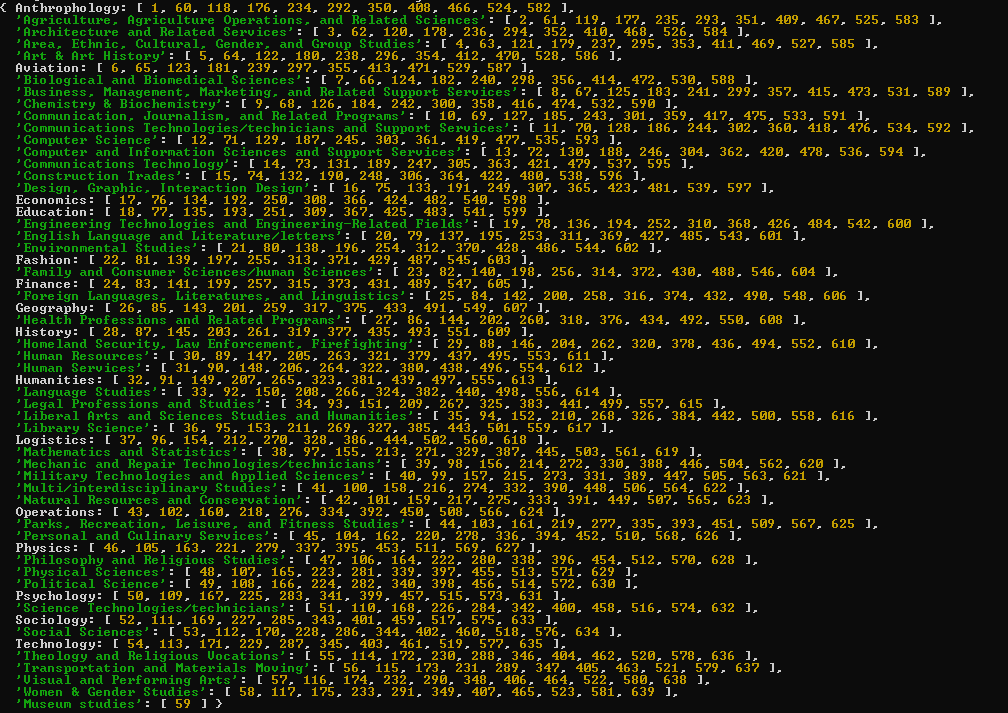 { Anthrophology: [ 1, 60, 118, 176, 234, 292, 350, 408, 466, 524, 582 ],
'Agriculture, Agriculture Operations, and Related Sciences': [ 2, 61, 119, 177, 235, 293, 351, 409, 467, 525, 583 ],
'Architecture and Related Services': [ 3, 62, 120, 178, 236, 294, 352, 410, 468, 526, 584 ],
'Area, Ethnic, Cultural, Gender, and Group Studies': [ 4, 63, 121, 179, 237, 295, 353, 411, 469, 527, 585 ],
'Art & Art History': [ 5, 64, 122, 180, 238, 296, 354, 412, 470, 528, 586 ],
Aviation: [ 6, 65, 123, 181, 239, 297, 355, 413, 471, 529, 587 ],
'Biological and Biomedical Sciences': [ 7, 66, 124, 182, 240, 298, 356, 414, 472, 530, 588 ],
'Business, Management, Marketing, and Related Support Services': [ 8, 67, 125, 183, 241, 299, 357, 415, 473, 531, 589 ],
'Chemistry & Biochemistry': [ 9, 68, 126, 184, 242, 300, 358, 416, 474, 532, 590 ],
'Communication, Journalism, and Related Programs': [ 10, 69, 127, 185, 243, 301, 359, 417, 475, 533, 591 ],
'Communications Technologies/technicians and Support Services': [ 11, 70, 128, 186, 244, 302, 360, 418, 476, 534, 592 ],
'Computer Science': [ 12, 71, 129, 187, 245, 303, 361, 419, 477, 535, 593 ],
'Computer and Information Sciences and Support Services': [ 13, 72, 130, 188, 246, 304, 362, 420, 478, 536, 594 ],
'Communications Technology': [ 14, 73, 131, 189, 247, 305, 363, 421, 479, 537, 595 ],
'Construction Trades': [ 15, 74, 132, 190, 248, 306, 364, 422, 480, 538, 596 ],
'Design, Graphic, Interaction Design': [ 16, 75, 133, 191, 249, 307, 365, 423, 481, 539, 597 ],
Economics: [ 17, 76, 134, 192, 250, 308, 366, 424, 482, 540, 598 ],
Education: [ 18, 77, 135, 193, 251, 309, 367, 425, 483, 541, 599 ],
'Engineering Technologies and Engineering-Related Fields': [ 19, 78, 136, 194, 252, 310, 368, 426, 484, 542, 600 ],
'English Language and Literature/letters': [ 20, 79, 137, 195, 253, 311, 369, 427, 485, 543, 601 ],
'Environmental Studies': [ 21, 80, 138, 196, 254, 312, 370, 428, 486, 544, 602 ],
Fashion: [ 22, 81, 139, 197, 255, 313, 371, 429, 487, 545, 603 ],
'Family and Consumer Sciences/human Sciences': [ 23, 82, 140, 198, 256, 314, 372, 430, 488, 546, 604 ],
Finance: [ 24, 83, 141, 199, 257, 315, 373, 431, 489, 547, 605 ],
'Foreign Languages, Literatures, and Linguistics': [ 25, 84, 142, 200, 258, 316, 374, 432, 490, 548, 606 ],
Geography: [ 26, 85, 143, 201, 259, 317, 375, 433, 491, 549, 607 ],
'Health Professions and Related Programs': [ 27, 86, 144, 202, 260, 318, 376, 434, 492, 550, 608 ],
History: [ 28, 87, 145, 203, 261, 319, 377, 435, 493, 551, 609 ],
'Homeland Security, Law Enforcement, Firefighting': [ 29, 88, 146, 204, 262, 320, 378, 436, 494, 552, 610 ],
'Human Resources': [ 30, 89, 147, 205, 263, 321, 379, 437, 495, 553, 611 ],
'Human Services': [ 31, 90, 148, 206, 264, 322, 380, 438, 496, 554, 612 ],
Humanities: [ 32, 91, 149, 207, 265, 323, 381, 439, 497, 555, 613 ],
'Language Studies': [ 33, 92, 150, 208, 266, 324, 382, 440, 498, 556, 614 ],
'Legal Professions and Studies': [ 34, 93, 151, 209, 267, 325, 383, 441, 499, 557, 615 ],
'Liberal Arts and Sciences Studies and Humanities': [ 35, 94, 152, 210, 268, 326, 384, 442, 500, 558, 616 ],
'Library Science': [ 36, 95, 153, 211, 269, 327, 385, 443, 501, 559, 617 ],
Logistics: [ 37, 96, 154, 212, 270, 328, 386, 444, 502, 560, 618 ],
'Mathematics and Statistics': [ 38, 97, 155, 213, 271, 329, 387, 445, 503, 561, 619 ],
'Mechanic and Repair Technologies/technicians': [ 39, 98, 156, 214, 272, 330, 388, 446, 504, 562, 620 ],
'Military Technologies and Applied Sciences': [ 40, 99, 157, 215, 273, 331, 389, 447, 505, 563, 621 ],
'Multi/interdisciplinary Studies': [ 41, 100, 158, 216, 274, 332, 390, 448, 506, 564, 622 ],
'Natural Resources and Conservation': [ 42, 101, 159, 217, 275, 333, 391, 449, 507, 565, 623 ],
Operations: [ 43, 102, 160, 218, 276, 334, 392, 450, 508, 566, 624 ],
'Parks, Recreation, Leisure, and Fitness Studies': [ 44, 103, 161, 219, 277, 335, 393, 451, 509, 567, 625 ],
'Personal and Culinary Services': [ 45, 104, 162, 220, 278, 336, 394, 452, 510, 568, 626 ],
Physics: [ 46, 105, 163, 221, 279, 337, 395, 453, 511, 569, 627 ],
'Philosophy and Religious Studies': [ 47, 106, 164, 222, 280, 338, 396, 454, 512, 570, 628 ],
'Physical Sciences': [ 48, 107, 165, 223, 281, 339, 397, 455, 513, 571, 629 ],
'Political Science': [ 49, 108, 166, 224, 282, 340, 398, 456, 514, 572, 630 ],
Psychology: [ 50, 109, 167, 225, 283, 341, 399, 457, 515, 573, 631 ],
'Science Technologies/technicians': [ 51, 110, 168, 226, 284, 342, 400, 458, 516, 574, 632 ],
Sociology: [ 52, 111, 169, 227, 285, 343, 401, 459, 517, 575, 633 ],
'Social Sciences': [ 53, 112, 170, 228, 286, 344, 402, 460, 518, 576, 634 ],
Technology: [ 54, 113, 171, 229, 287, 345, 403, 461, 519, 577, 635 ],
'Theology and Religious Vocations': [ 55, 114, 172, 230, 288, 346, 404, 462, 520, 578, 636 ],
'Transportation and Materials Moving': [ 56, 115, 173, 231, 289, 347, 405, 463, 521, 579, 637 ],
'Visual and Performing Arts': [ 57, 116, 174, 232, 290, 348, 406, 464, 522, 580, 638 ],
'Women & Gender Studies': [ 58, 117, 175, 233, 291, 349, 407, 465, 523, 581, 639 ],
'Museum studies': [ 59 ] }